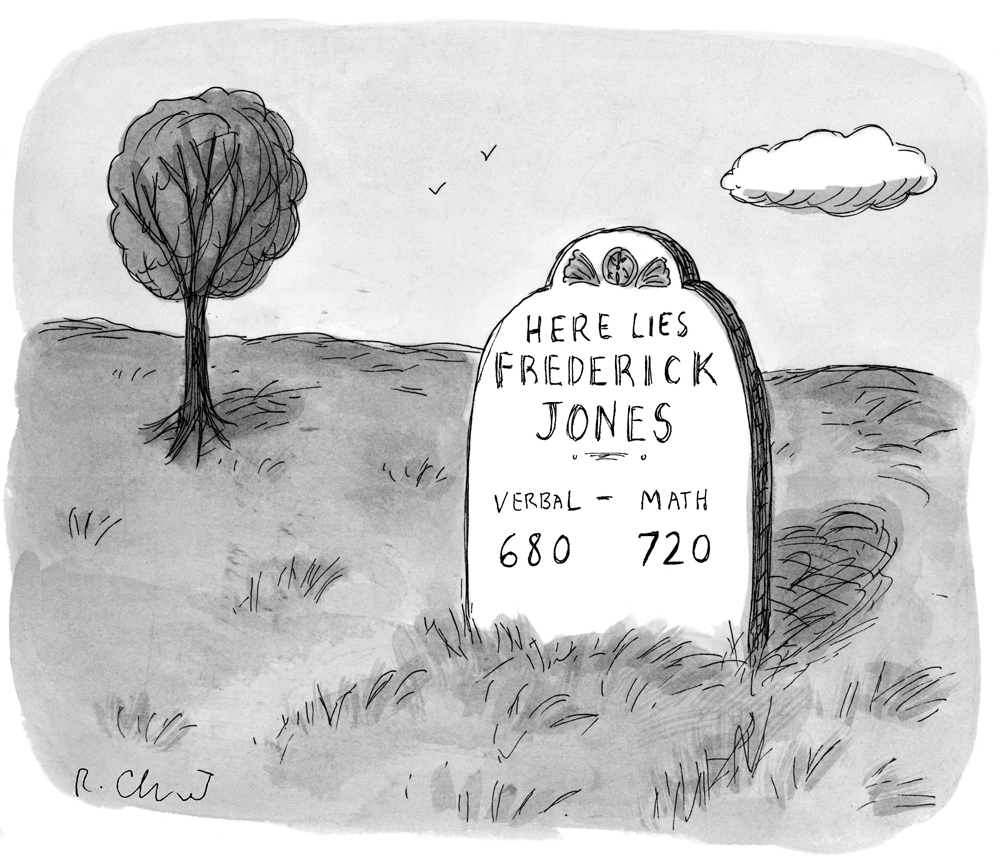 HERE LIES
FREDERICK
JONES
VERBAL - MATH
680 720
R. Chast